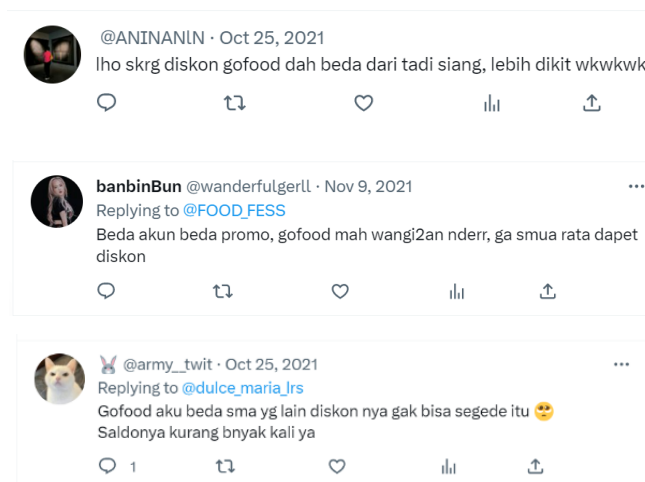 @ANINANlN · Oct 25, 2021
lho skrg diskon gofood dah beda dari tadi siang, lebih dikit wkwkwk
banbinBun @wanderfulgerll · Nov 9, 2021
Replying to @FOOD_FESS
Beda akun beda promo, gofood mah wangi2an nderr, ga smua rata dapet
diskon
@army__twit · Oct 25, 2021
Replying to @dulce_maria_lrs
Gofood aku beda sma yg lain diskon nya gak bisa segede itu 🥺
Saldonya kurang bnyak kali ya
1